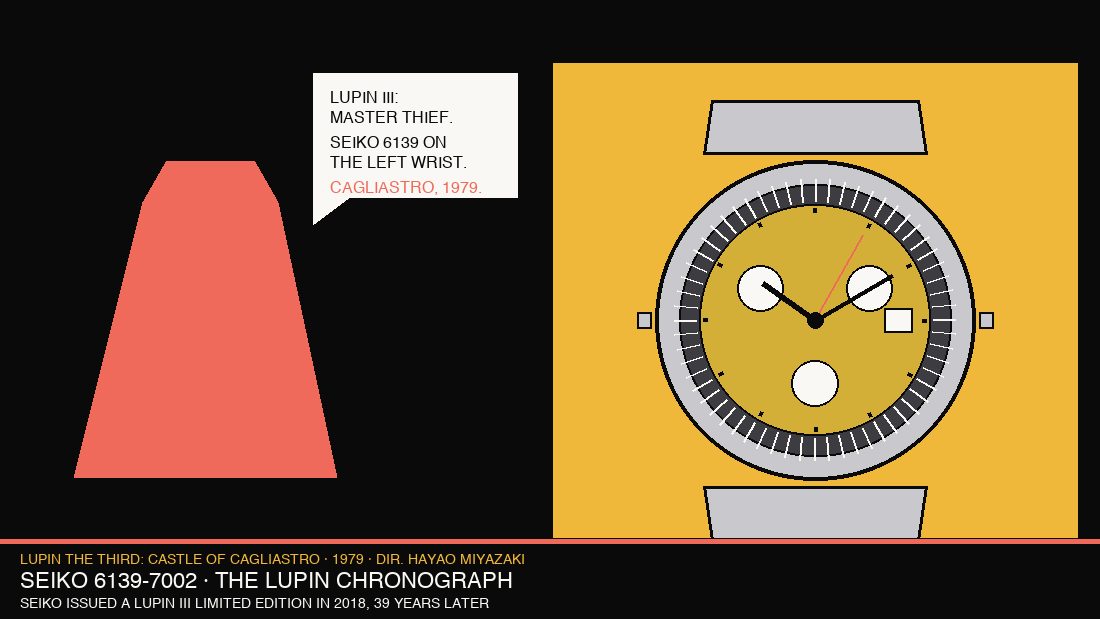 LUPIN III:
MASTER THIEF.
SEIKO 6139 ON
THE LEFT WRIST.
CAGLIASTRO, 1979.
LUPIN THE THIRD: CASTLE OF CAGLIASTRO · 1979 · DIR. HAYAO MIYAZAKI
SEIKO 6139-7002 · THE LUPIN CHRONOGRAPH
SEIKO ISSUED A LUPIN III LIMITED EDITION IN 2018, 39 YEARS LATER